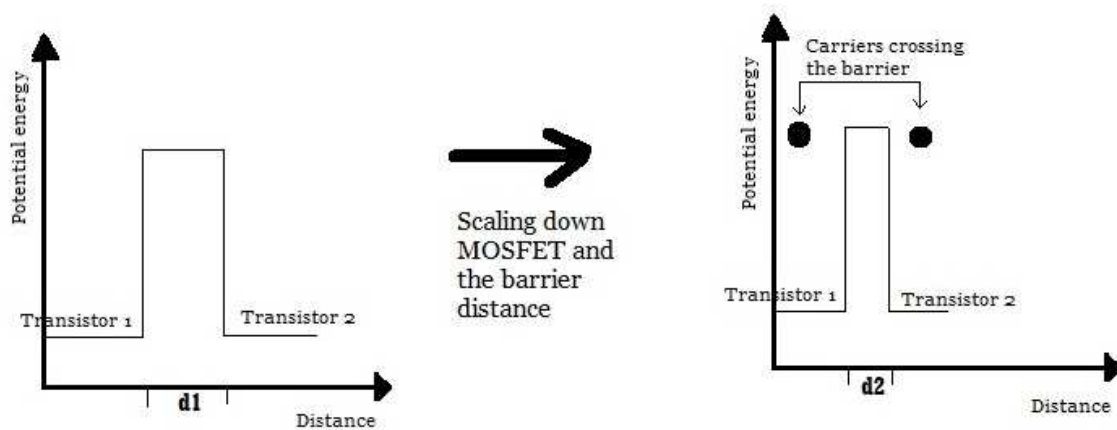 Potential energy
Transistor 1
Transistor 2
d1
Distance
Scaling down
MOSFET and
the barrier
distance
Potential energy
Carriers crossing
the barrier
Transistor 1
Transistor 2
d2
Distance